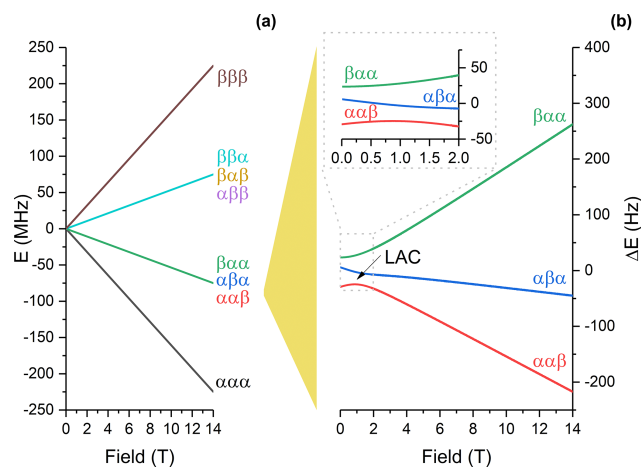 (a)
250
200
150
100
50
0
-50
-100
-150
-200
-250
E (MHz)
βββ
ββα
βαβ
αββ
βαα
αβα
ααβ
ααα
0 2 4 6 8 10 12 14
Field (T)
(b)
βαα
αβα
ααβ
50
0
-50
0.0 0.5 1.0 1.5 2.0
βαα
LAC
αβα
ααβ
400
300
200
100
0
-100
-200
ΔE (Hz)
0 2 4 6 8 10 12 14
Field (T)